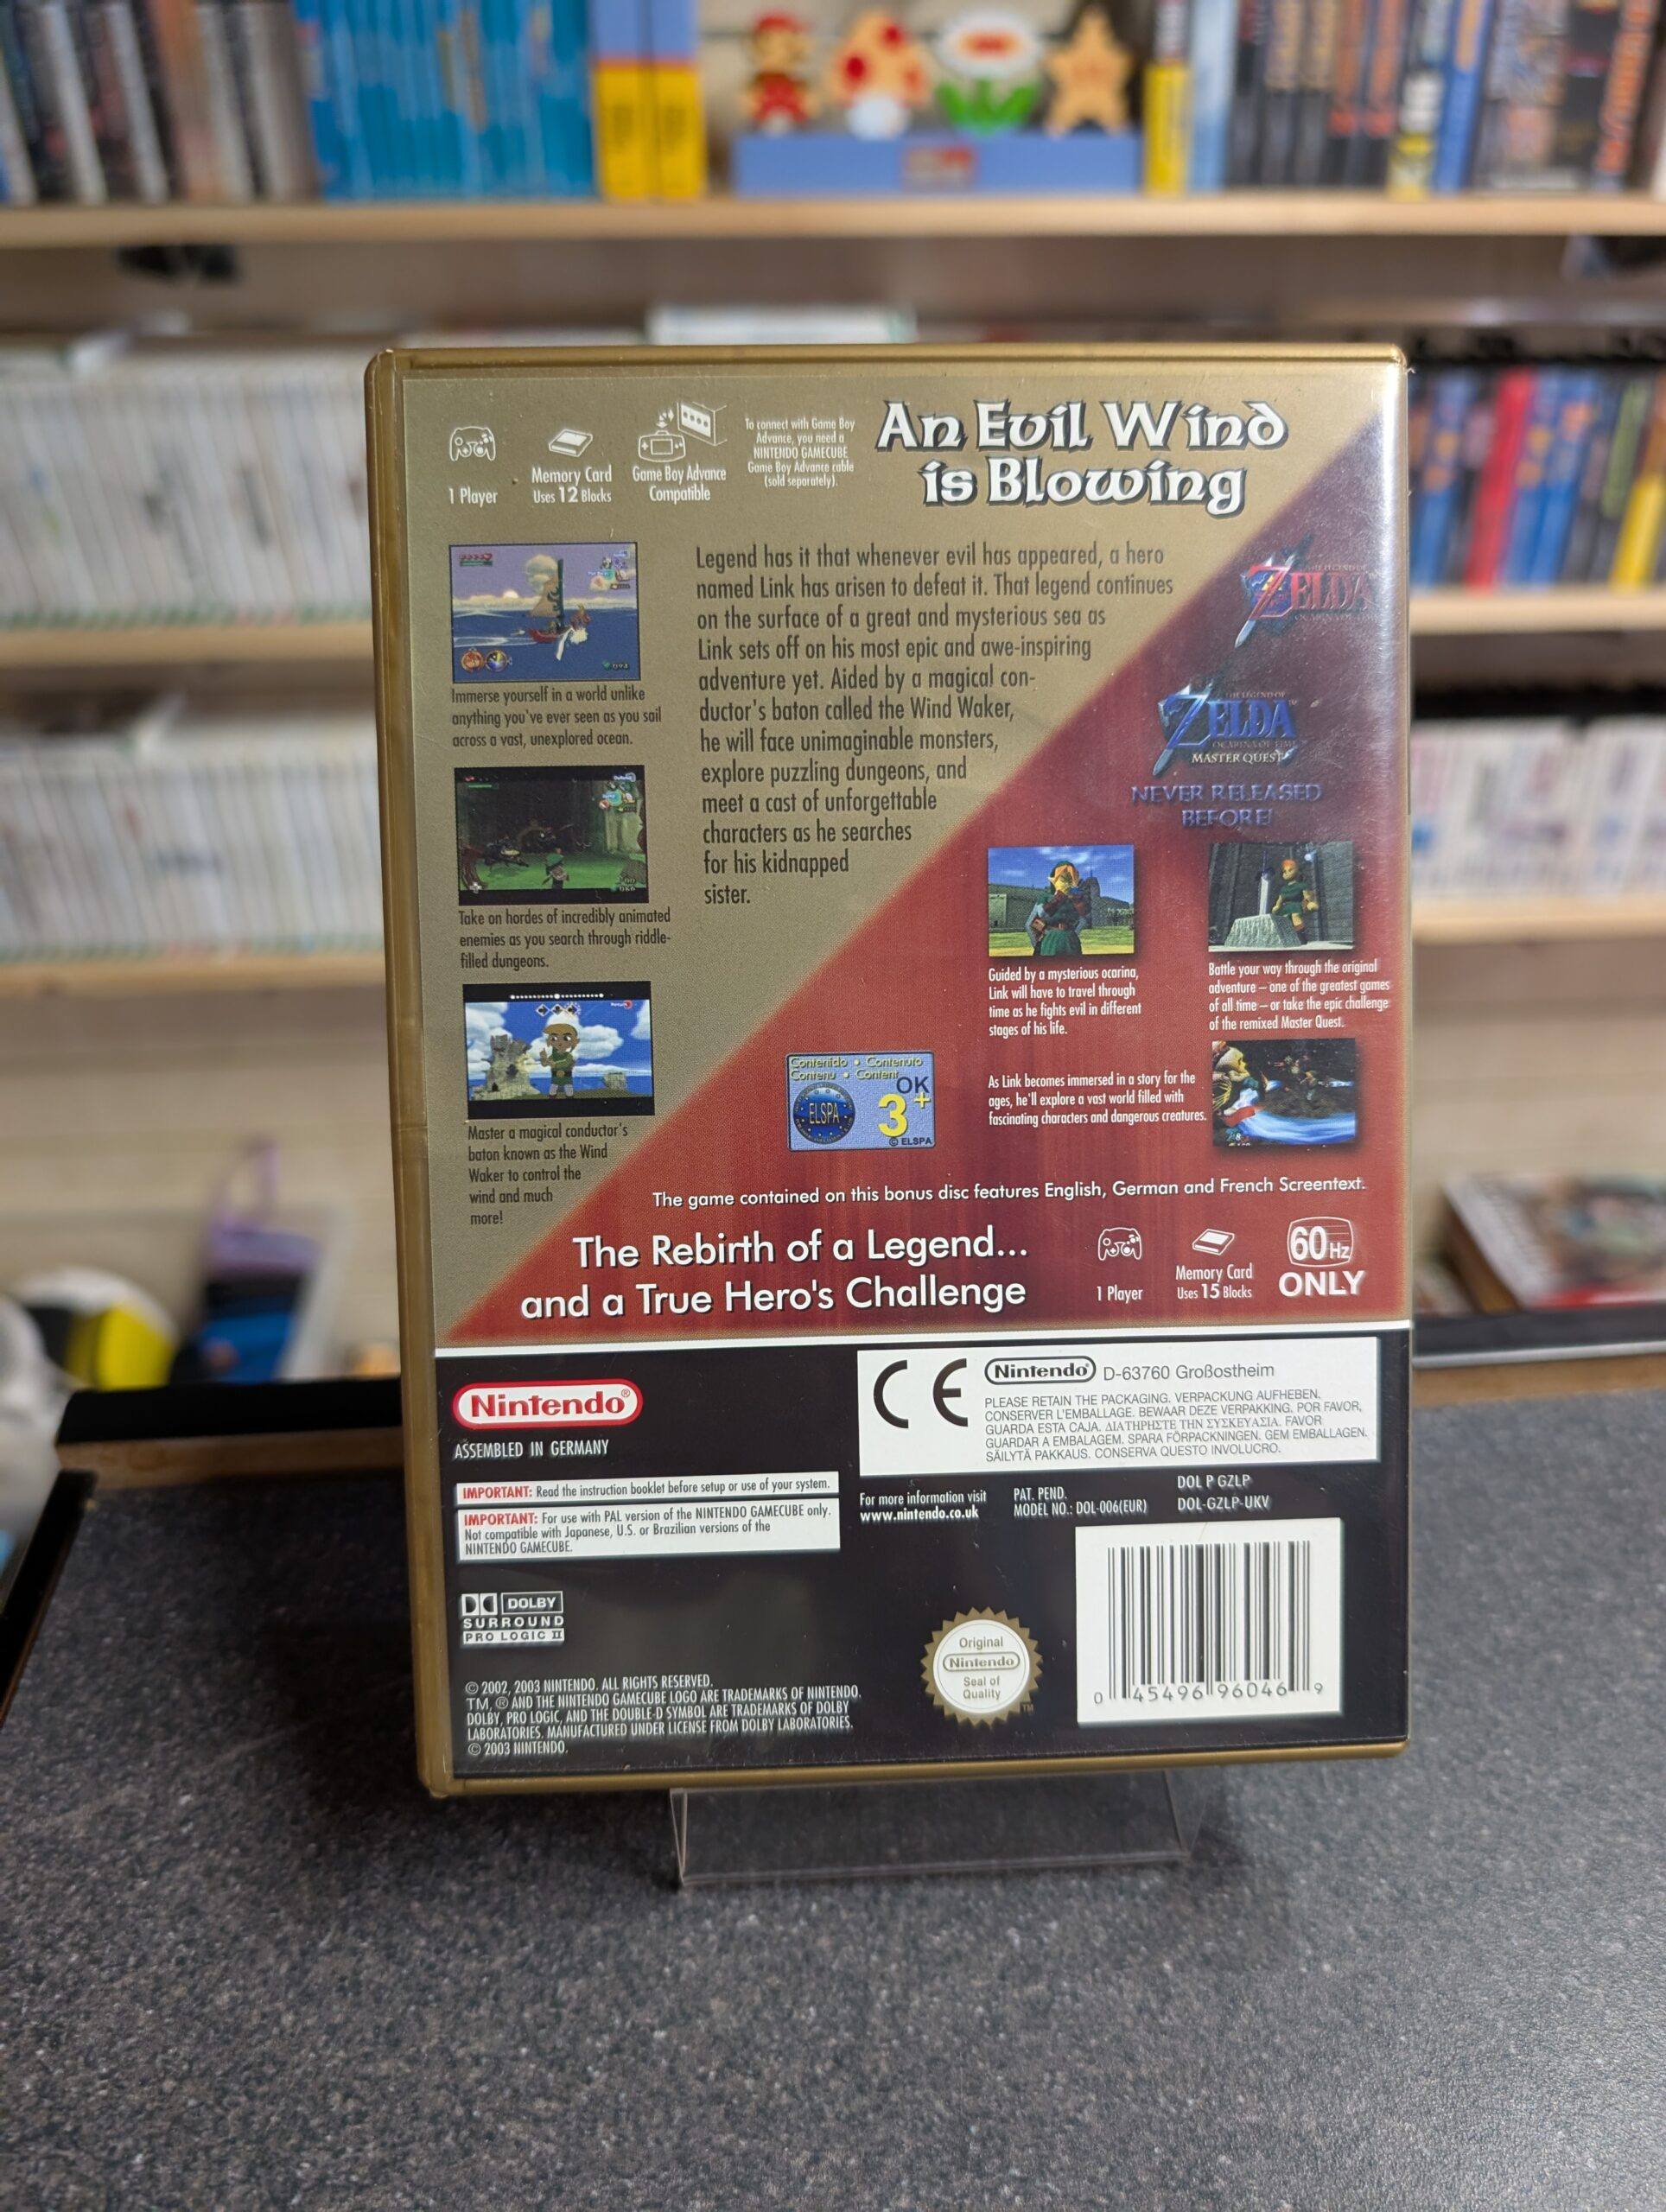 1 Player
Memory Card
Uses 12 Blocks
Game Boy Advance
Compatible
To connect with Game Boy
Advance, you need a
NINTENDO GAMECUBE
Game Boy Advance cable
(sold separately).
An Evil Wind
is Blowing
Immerse yourself in a world unlike
anything you've ever seen as you sail
across a vast, unexplored ocean.
Take on hordes of incredibly animated
enemies as you search through riddle-
filled dungeons.
Master a magical conductor's
baton known as the Wind
Waker to control the
wind and much
more!
Legend has it that whenever evil has appeared, a hero
named Link has arisen to defeat it. That legend continues
on the surface of a great and mysterious sea as
Link sets off on his most epic and awe-inspiring
adventure yet. Aided by a magical con-
ductor's baton called the Wind Waker,
he will face unimaginable monsters,
explore puzzling dungeons, and
meet a cast of unforgettable
characters as he searches
for his kidnapped
sister.
THE LEGEND OF
ZELDA
OCARINA OF TIME
THE LEGEND OF
ZELDA™
OCARINA OF TIME
MASTER QUEST
NEVER RELEASED
BEFORE!
Guided by a mysterious ocarina,
Link will have to travel through
time as he fights evil in different
stages of his life.
Battle your way through the original
adventure – one of the greatest games
of all time – or take the epic challenge
of the remixed Master Quest.
As Link becomes immersed in a story for the
ages, he'll explore a vast world filled with
fascinating characters and dangerous creatures.
Contenido • Contenuto
Contenu • Content
OK
ELSPA
3+
© ELSPA
The game contained on this bonus disc features English, German and French Screentext.
The Rebirth of a Legend...
and a True Hero's Challenge
1 Player
Memory Card
Uses 15 Blocks
60Hz
ONLY
Nintendo®
ASSEMBLED IN GERMANY
CE
Nintendo® D-63760 Großostheim
PLEASE RETAIN THE PACKAGING. VERPACKUNG AUFHEBEN.
CONSERVER L'EMBALLAGE. BEWAAR DEZE VERPAKKING. POR FAVOR,
GUARDA ESTA CAJA. ΔΙΑΤΗΡΗΣΤΕ ΤΗΝ ΣΥΣΚΕΥΑΣΙΑ. FAVOR
GUARDAR A EMBALAGEM. SPARA FÖRPACKNINGEN. GEM EMBALLAGEN.
SÄILYTÄ PAKKAUS. CONSERVA QUESTO INVOLUCRO.
IMPORTANT: Read the instruction booklet before setup or use of your system.
IMPORTANT: For use with PAL version of the NINTENDO GAMECUBE only.
Not compatible with Japanese, U.S. or Brazilian versions of the
NINTENDO GAMECUBE.
For more information visit
www.nintendo.co.uk
PAT. PEND.
MODEL NO.: DOL-006(EUR)
DOL P GZLP
DOL-GZLP-UKV
DOLBY
SURROUND
PRO LOGIC II
Original
Nintendo
Seal of
Quality
TM
0 45496 96046 9
© 2002, 2003 NINTENDO. ALL RIGHTS RESERVED.
TM, ® AND THE NINTENDO GAMECUBE LOGO ARE TRADEMARKS OF NINTENDO.
DOLBY, PRO LOGIC, AND THE DOUBLE-D SYMBOL ARE TRADEMARKS OF DOLBY
LABORATORIES. MANUFACTURED UNDER LICENSE FROM DOLBY LABORATORIES.
© 2003 NINTENDO.